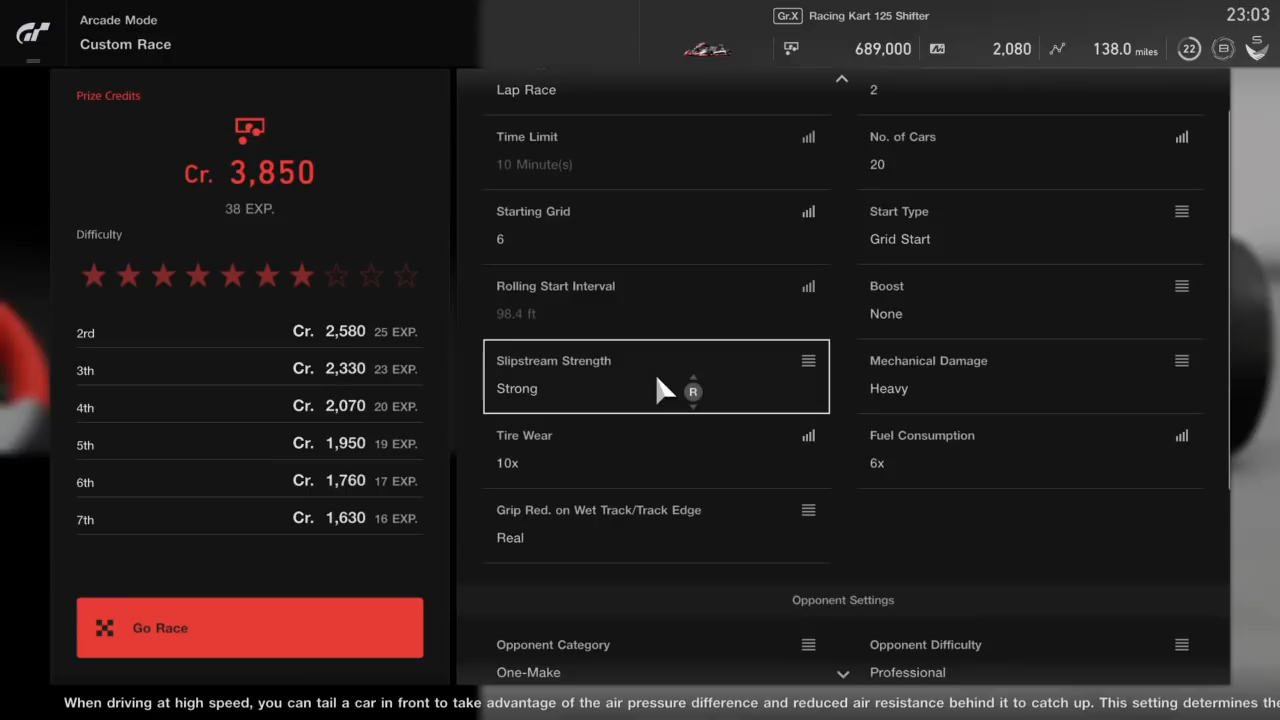 Arcade Mode
Custom Race
Gr.X Racing Kart 125 Shifter
23:03
689,000
2,080
138.0 miles
22
B
S
Prize Credits
Cr. 3,850
38 EXP.
Difficulty
2nd Cr. 2,580 25 EXP.
3th Cr. 2,330 23 EXP.
4th Cr. 2,070 20 EXP.
5th Cr. 1,950 19 EXP.
6th Cr. 1,760 17 EXP.
7th Cr. 1,630 16 EXP.
Go Race
Lap Race
2
Time Limit
10 Minute(s)
No. of Cars
20
Starting Grid
6
Start Type
Grid Start
Rolling Start Interval
98.4 ft
Boost
None
Slipstream Strength
Strong
R
Mechanical Damage
Heavy
Tire Wear
10x
Fuel Consumption
6x
Grip Red. on Wet Track/Track Edge
Real
Opponent Settings
Opponent Category
One-Make
Opponent Difficulty
Professional
When driving at high speed, you can tail a car in front to take advantage of the air pressure difference and reduced air resistance behind it to catch up. This setting determines the